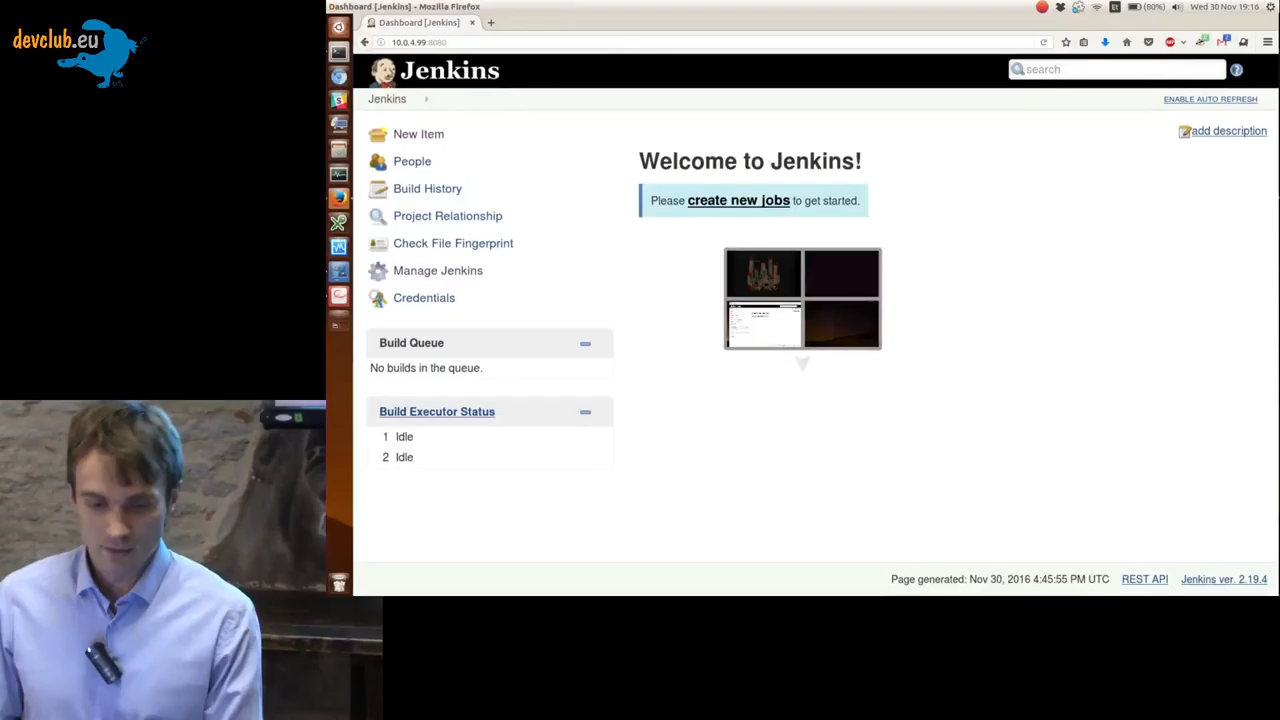 devclub.eu
Dashboard [Jenkins] - Mozilla Firefox
(80%)
Wed 30 Nov 19:16
Dashboard [Jenkins]
10.0.4.99:8080
Jenkins
search
Jenkins
ENABLE AUTO REFRESH
add description
New Item
People
Build History
Project Relationship
Check File Fingerprint
Manage Jenkins
Credentials
Welcome to Jenkins!
Please create new jobs to get started.
Build Queue
No builds in the queue.
Build Executor Status
1 Idle
2 Idle
Page generated: Nov 30, 2016 4:45:55 PM UTC
REST API
Jenkins ver. 2.19.4